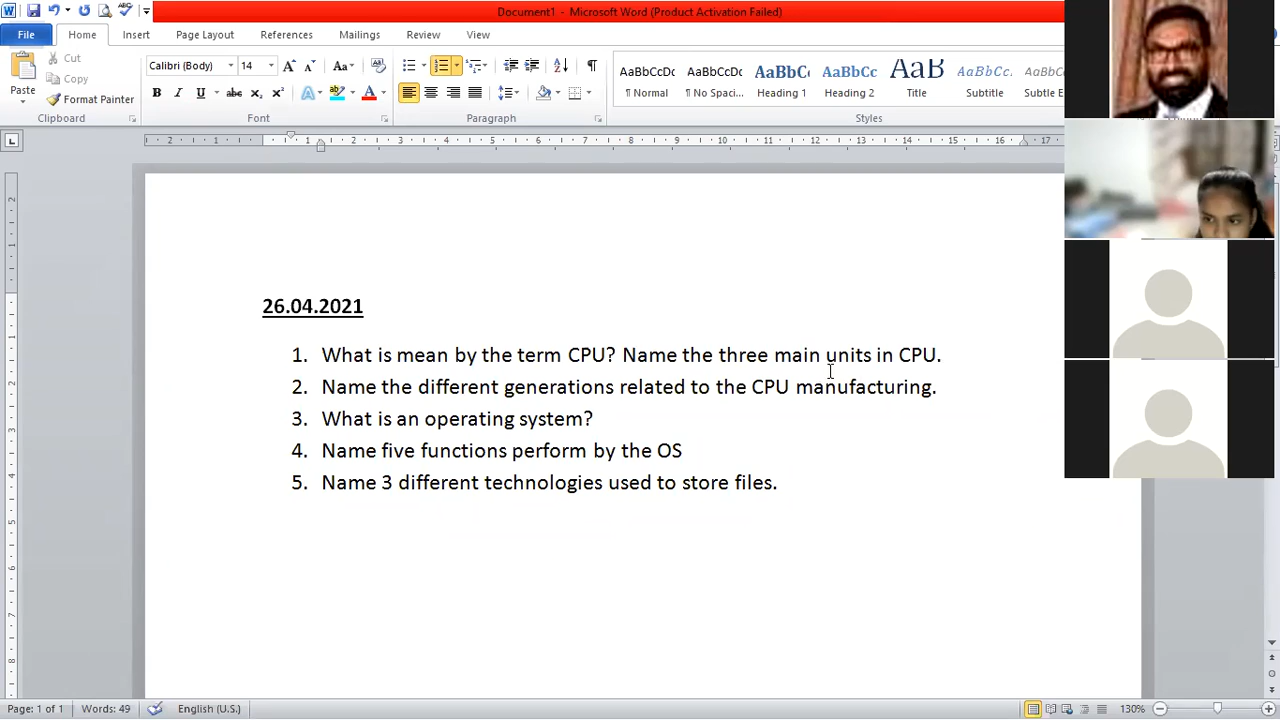 Document1 - Microsoft Word (Product Activation Failed)
File Home Insert Page Layout References Mailings Review View
Cut
Copy
Format Painter
Paste
Calibri (Body) 14
AaBbCcDc AaBbCcDc AaBbCc AaBbCc AaB AaBbCc.
¶ Normal ¶ No Spaci... Heading 1 Heading 2 Title Subtitle Subtle E
Clipboard Font Paragraph Styles
26.04.2021
1. What is mean by the term CPU? Name the three main units in CPU.
2. Name the different generations related to the CPU manufacturing.
3. What is an operating system?
4. Name five functions perform by the OS
5. Name 3 different technologies used to store files.
Page: 1 of 1 Words: 49 English (U.S.) 130%